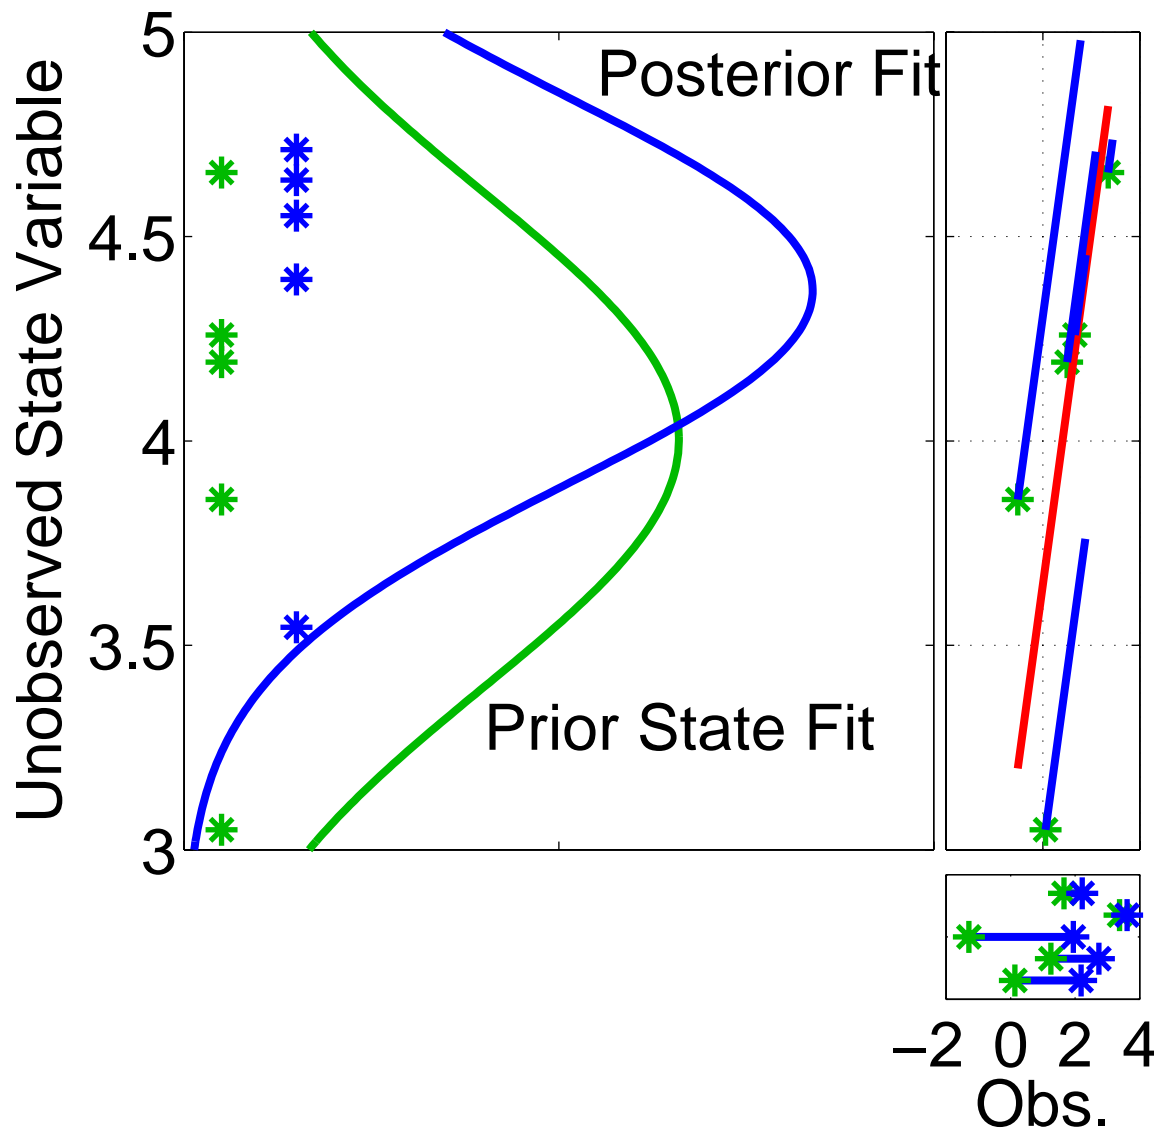 Unobserved State Variable
5
4.5
4
3.5
3
Posterior Fit
Prior State Fit
−2 0 2 4
Obs.